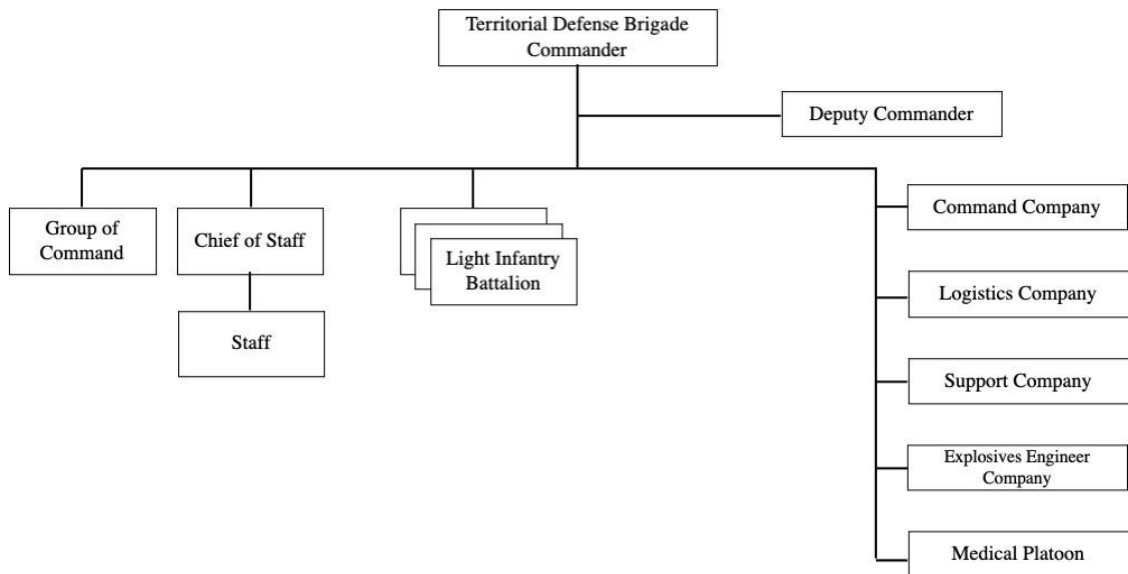 Territorial Defense Brigade
Commander
Deputy Commander
Group of
Command
Chief of Staff
Staff
Light Infantry
Battalion
Command Company
Logistics Company
Support Company
Explosives Engineer
Company
Medical Platoon